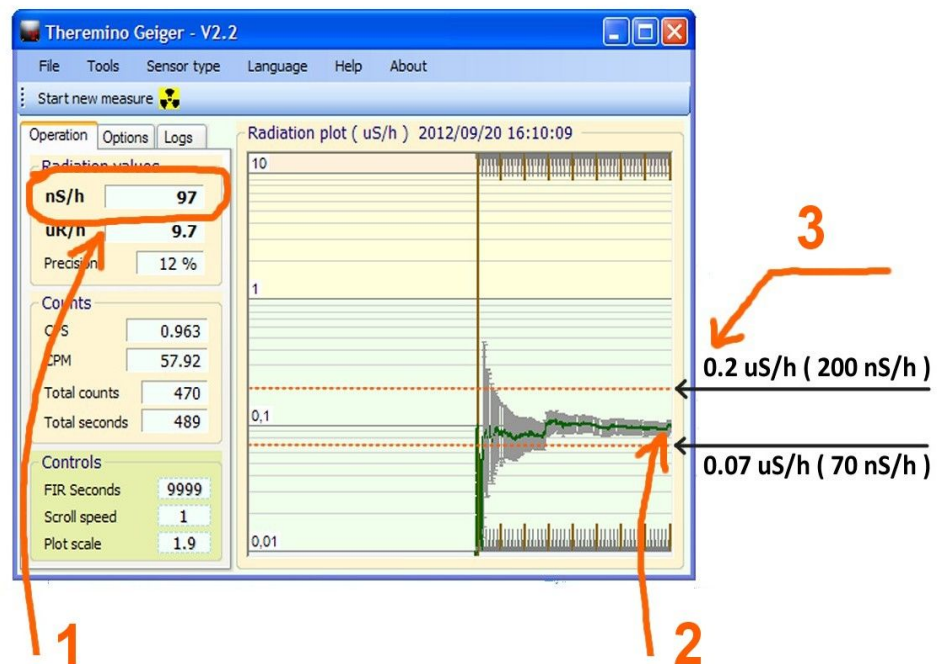 Theremino Geiger - V2.2
File Tools Sensor type Language Help About
Start new measure
Operation Options Logs
Radiation values
nS/h 97
uR/h 9.7
Precision 12 %
Counts
CPS 0.963
CPM 57.92
Total counts 470
Total seconds 489
Controls
FIR Seconds 9999
Scroll speed 1
Plot scale 1.9
Radiation plot ( uS/h ) 2012/09/20 16:10:09
10
1
0,1
0,01
3
0.2 uS/h ( 200 nS/h )
0.07 uS/h ( 70 nS/h )
1
2